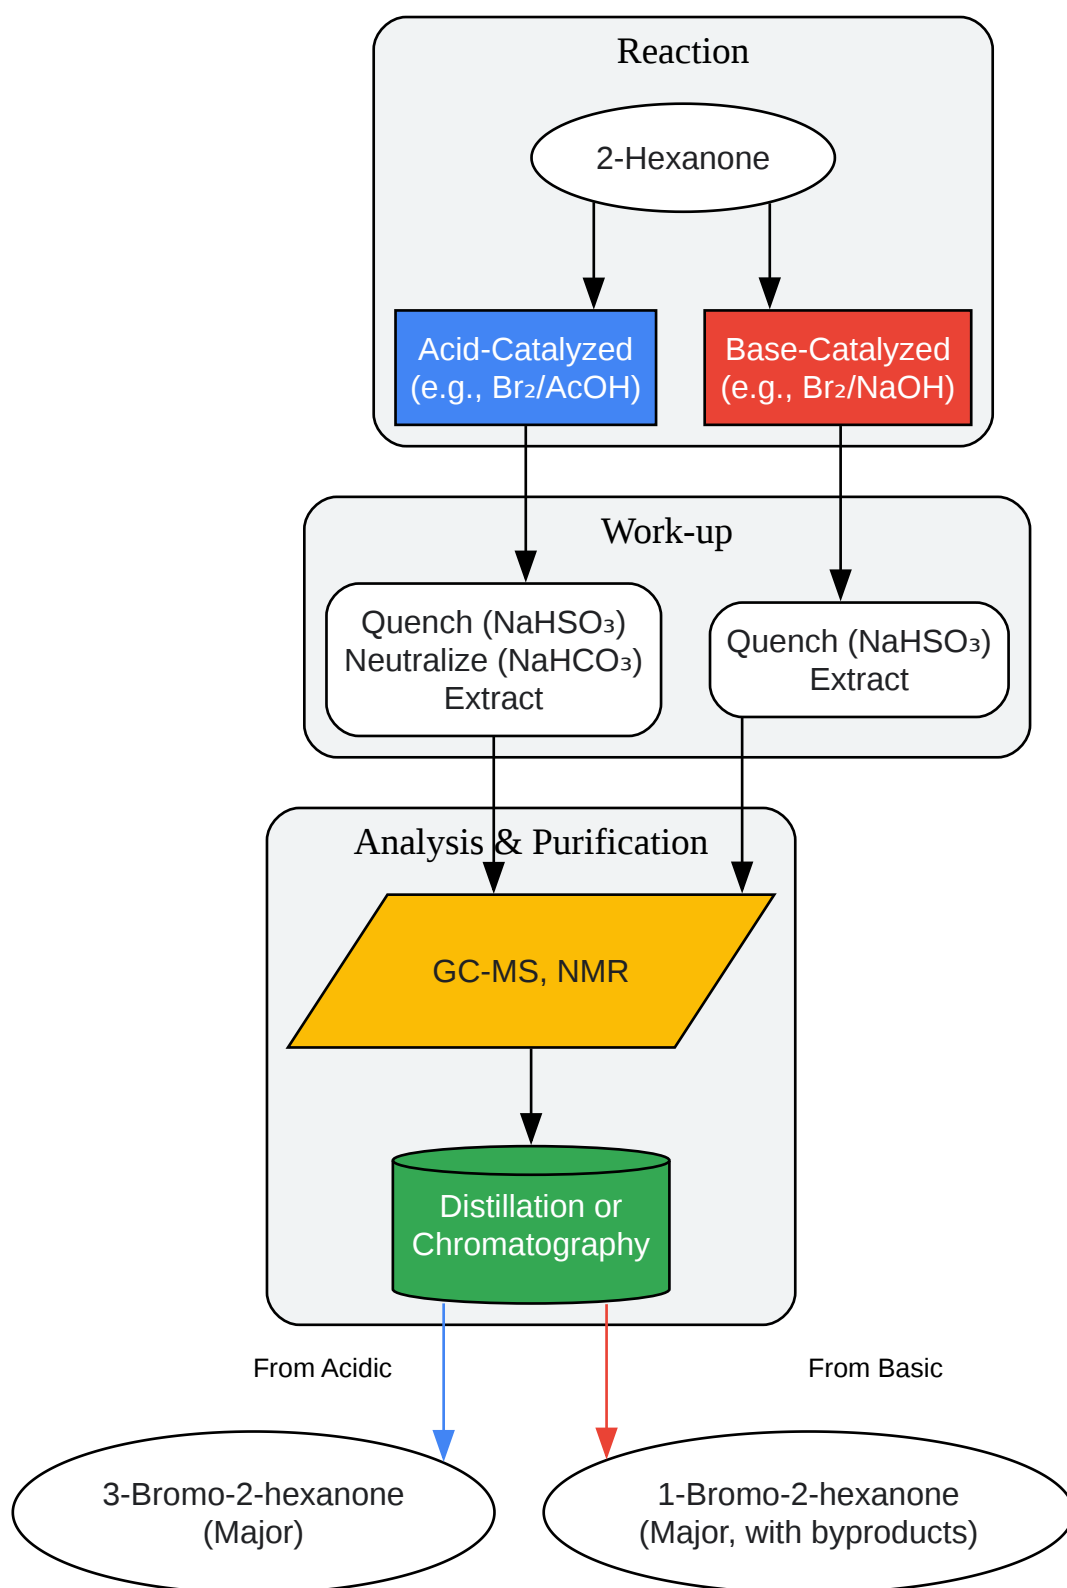 Reaction
2-Hexanone
Acid-Catalyzed
(e.g., Br₂/AcOH)
Base-Catalyzed
(e.g., Br₂/NaOH)
Work-up
Quench (NaHSO₃)
Neutralize (NaHCO₃)
Extract
Quench (NaHSO₃)
Extract
Analysis & Purification
GC-MS, NMR
Distillation or
Chromatography
From Acidic
From Basic
3-Bromo-2-hexanone
(Major)
1-Bromo-2-hexanone
(Major, with byproducts)